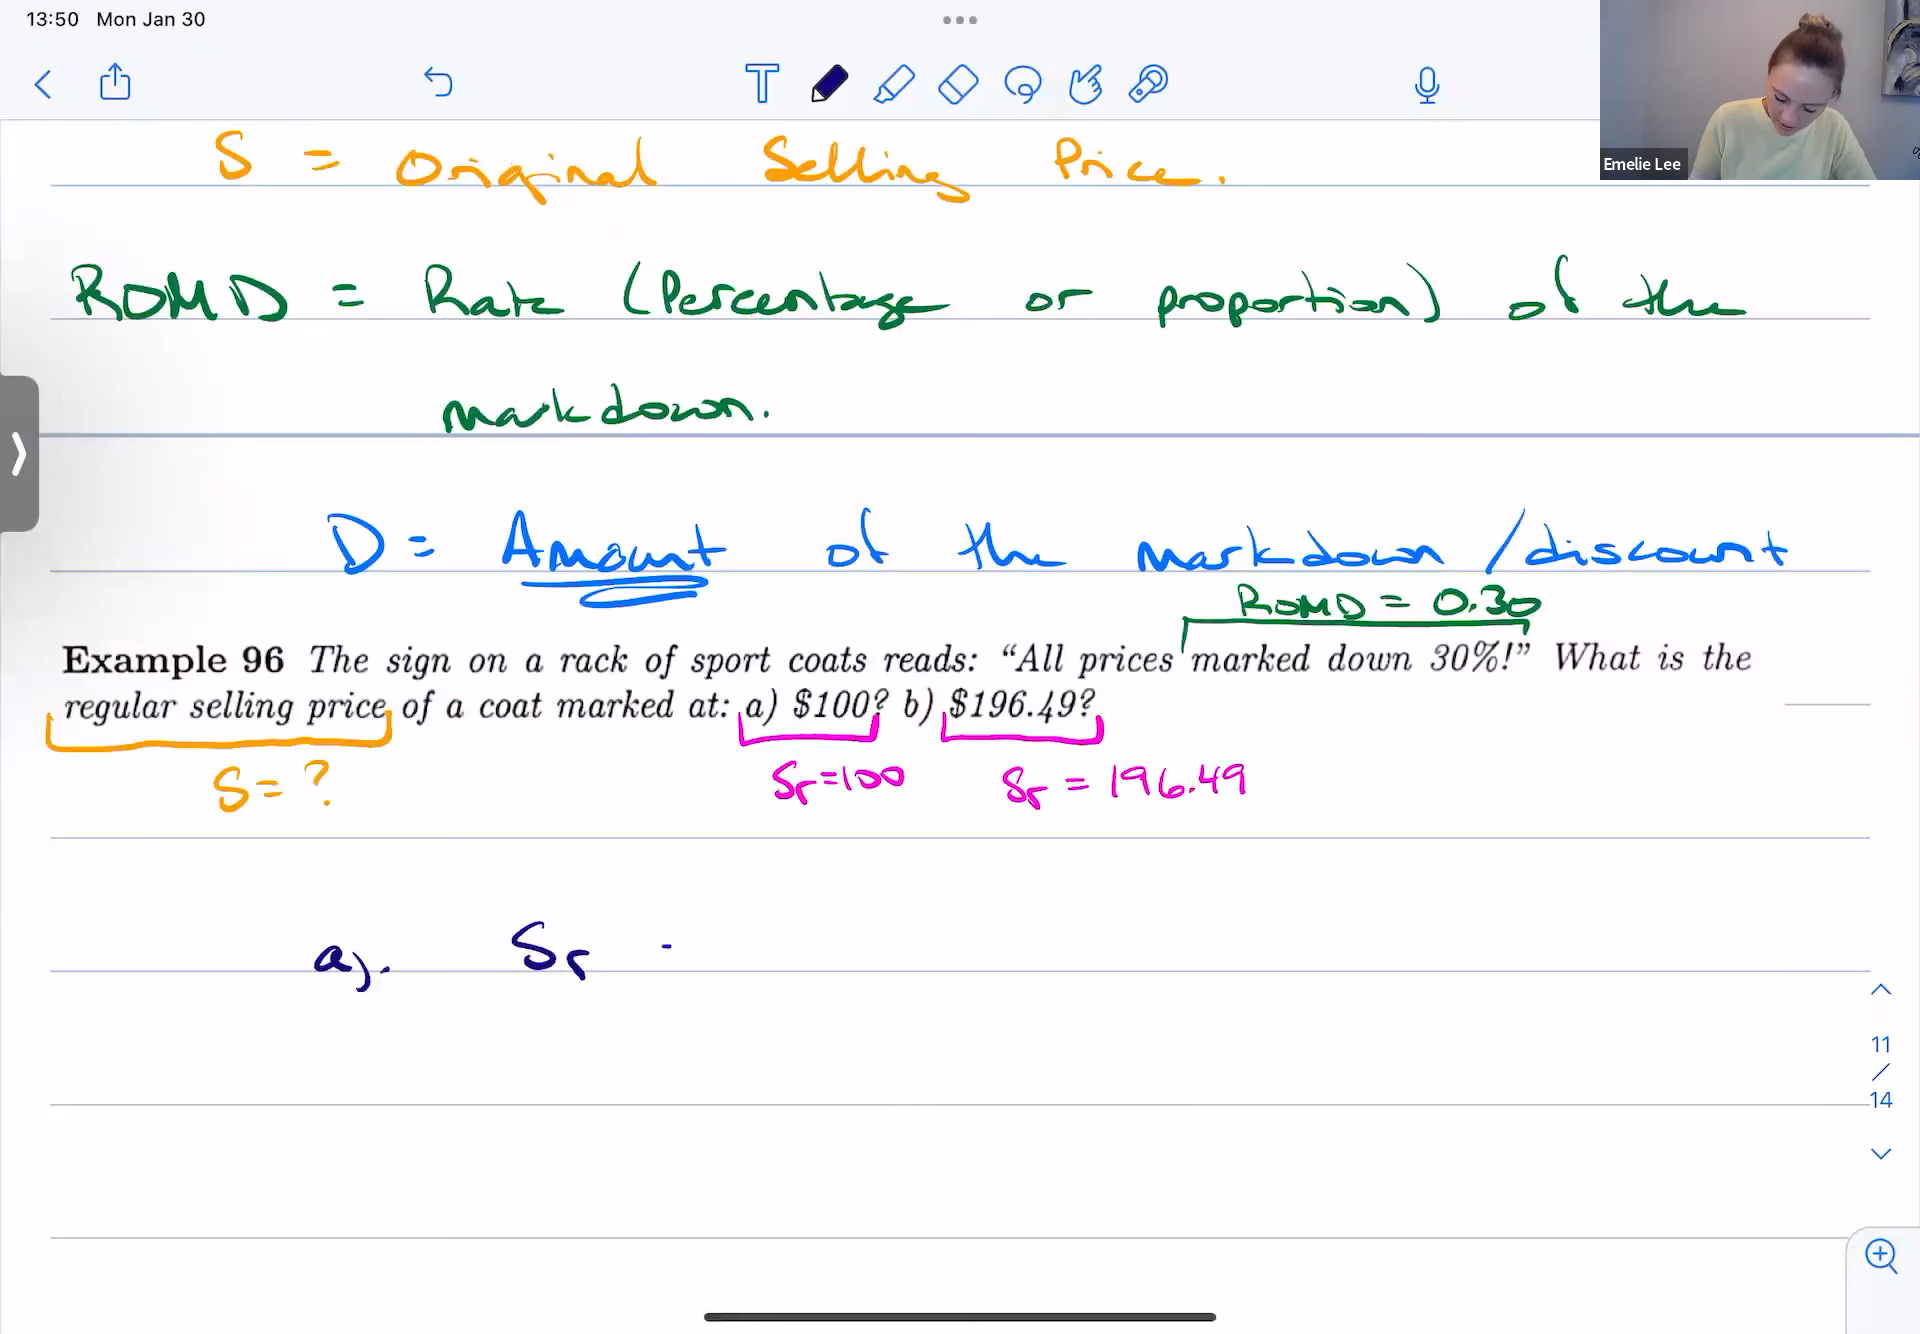 13:50 Mon Jan 30
Emelie Lee
S = Original Selling Price.
ROMD = Rate (Percentage or proportion) of the
markdown.
D = Amount of the markdown / discount
ROMD = 0.30
Example 96 The sign on a rack of sport coats reads: “All prices marked down 30%!” What is the
regular selling price of a coat marked at: a) $100? b) $196.49?
S = ? Sr=100 Sr = 196.49
a). Sr -
11
/
14